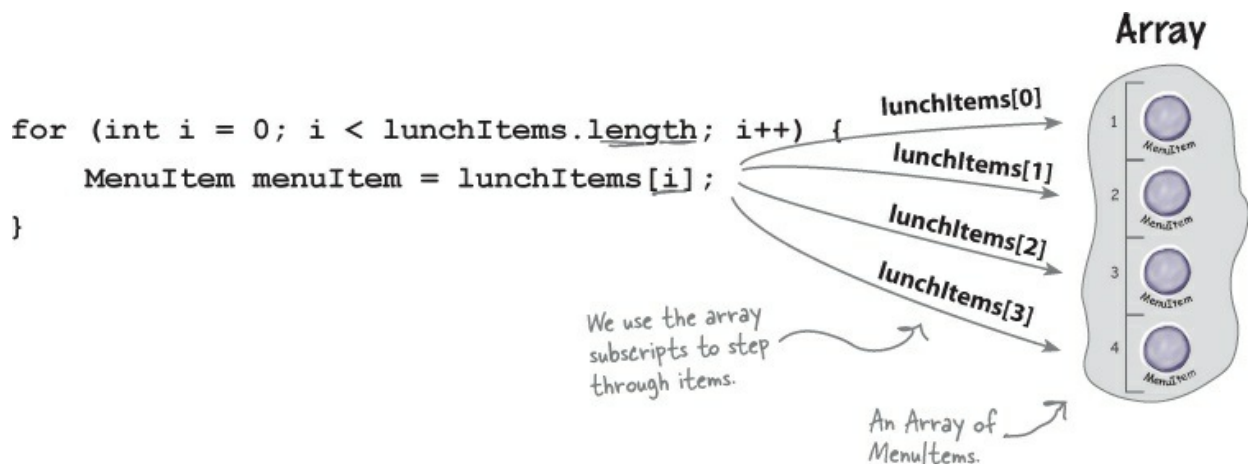 Array
for (int i = 0; i < lunchItems.length; i++) {
MenuItem menuItem = lunchItems[i];
}
lunchItems[0]
lunchItems[1]
lunchItems[2]
lunchItems[3]
1
MenuItem
2
MenuItem
3
MenuItem
4
MenuItem
We use the array
subscripts to step
through items.
An Array of
MenuItems.